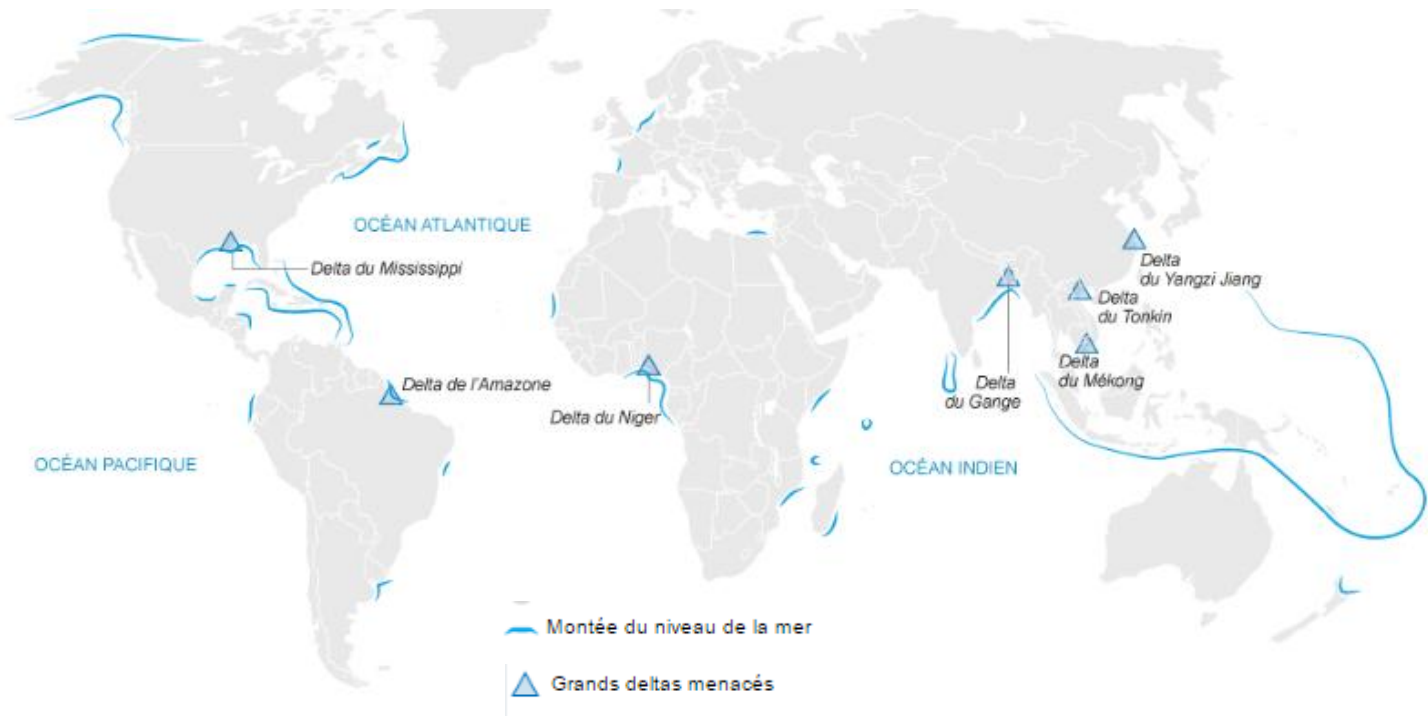 OCÉAN ATLANTIQUE
Delta du Mississippi
Delta
du Yangzi Jiang
Delta
du Tonkin
Delta
du Mékong
Delta
du Gange
Delta de l'Amazone
Delta du Niger
OCÉAN PACIFIQUE
OCÉAN INDIEN
Montée du niveau de la mer
Grands deltas menacés